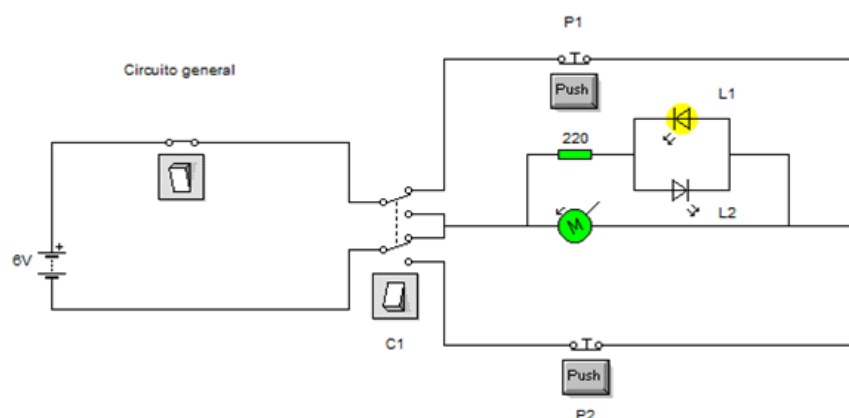 P1
Circuito general
Push
L1
220
L2
M
+
6V
C1
Push
P2